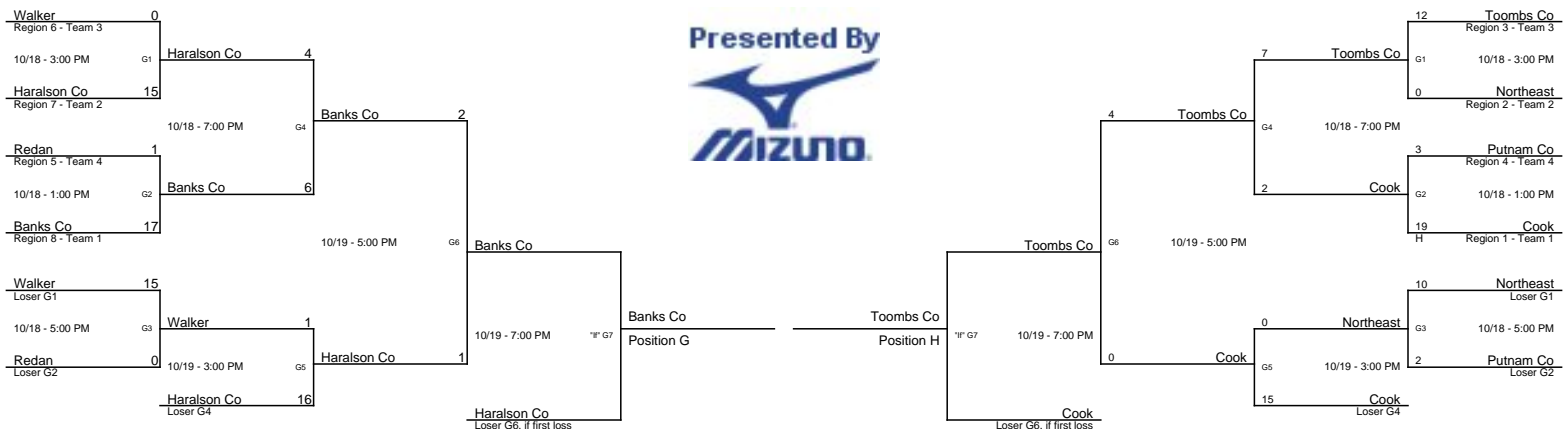 Walker 0
Region 6 - Team 3
10/18 - 3:00 PM G1
Haralson Co 15
Region 7 - Team 2
Haralson Co 4
10/18 - 7:00 PM G4
Redan 1
Region 5 - Team 4
10/18 - 1:00 PM G2
Banks Co 17
Region 8 - Team 1
Banks Co 6
Banks Co 2
10/19 - 5:00 PM G6
Walker 15
Loser G1
10/18 - 5:00 PM G3
Redan 0
Loser G2
Walker 1
10/19 - 3:00 PM G5
Haralson Co 16
Loser G4
Haralson Co 1
Banks Co
10/19 - 7:00 PM "If" G7
Haralson Co
Loser G6, if first loss
Banks Co
Position G
Presented By
MIZUNO
12 Toombs Co
Region 3 - Team 3
G1 10/18 - 3:00 PM
0 Northeast
Region 2 - Team 2
7 Toombs Co
G4 10/18 - 7:00 PM
3 Putnam Co
Region 4 - Team 4
G2 10/18 - 1:00 PM
19 Cook
H Region 1 - Team 1
2 Cook
4 Toombs Co
G6 10/19 - 5:00 PM
10 Northeast
Loser G1
G3 10/18 - 5:00 PM
2 Putnam Co
Loser G2
0 Northeast
G5 10/19 - 3:00 PM
15 Cook
Loser G4
0 Cook
Toombs Co
"If" G7 10/19 - 7:00 PM
Cook
Loser G6, if first loss
Toombs Co
Position H